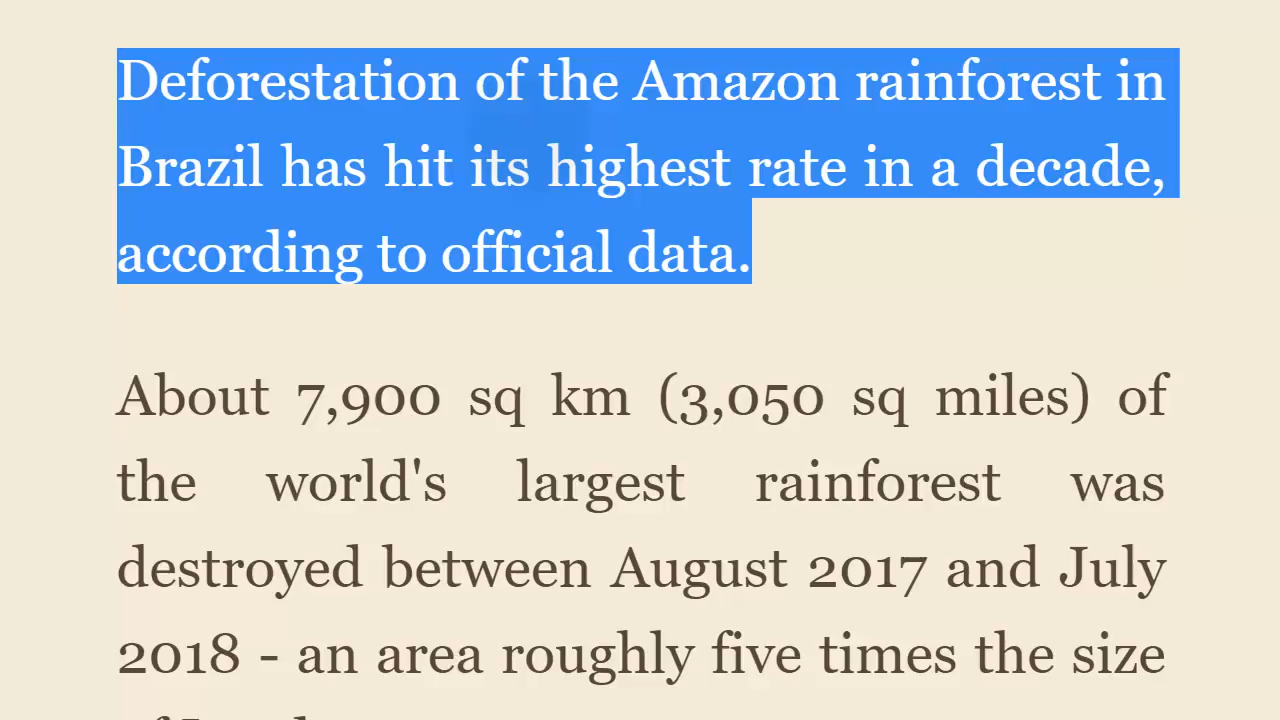 Deforestation of the Amazon rainforest in
Brazil has hit its highest rate in a decade,
according to official data.
About 7,900 sq km (3,050 sq miles) of
the world's largest rainforest was
destroyed between August 2017 and July
2018 - an area roughly five times the size